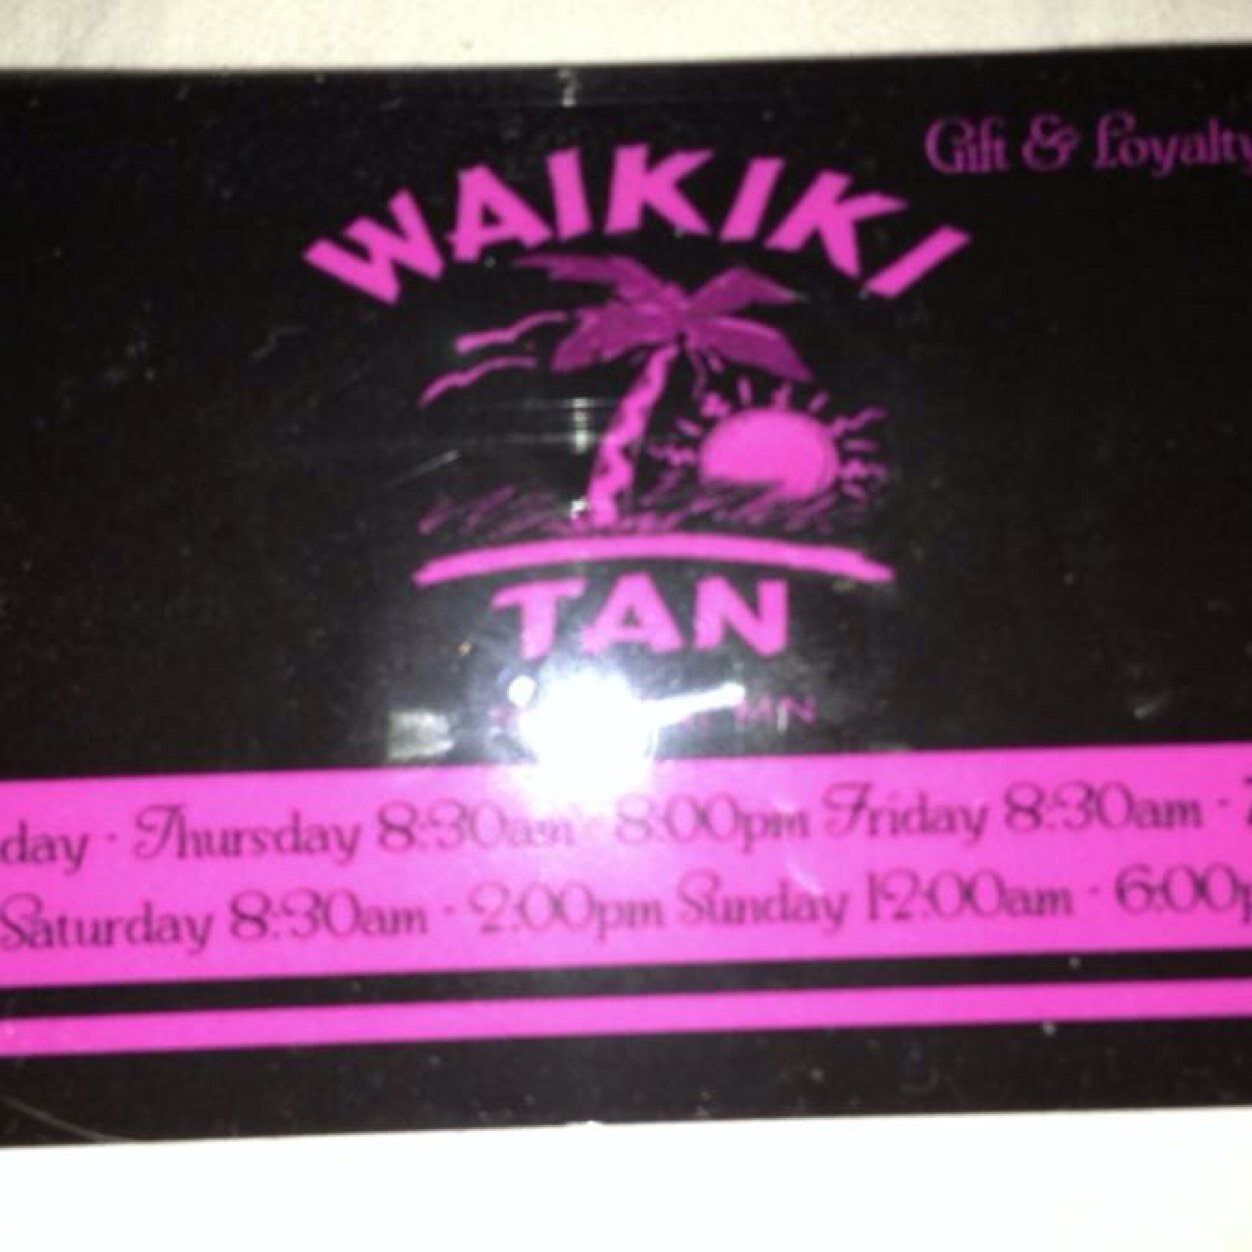 Gift & Loyalty
WAIKIKI
TAN
MN
day - Thursday 8:30am - 8:00pm Friday 8:30am -
Saturday 8:30am - 2:00pm Sunday 12:00am - 6:00p